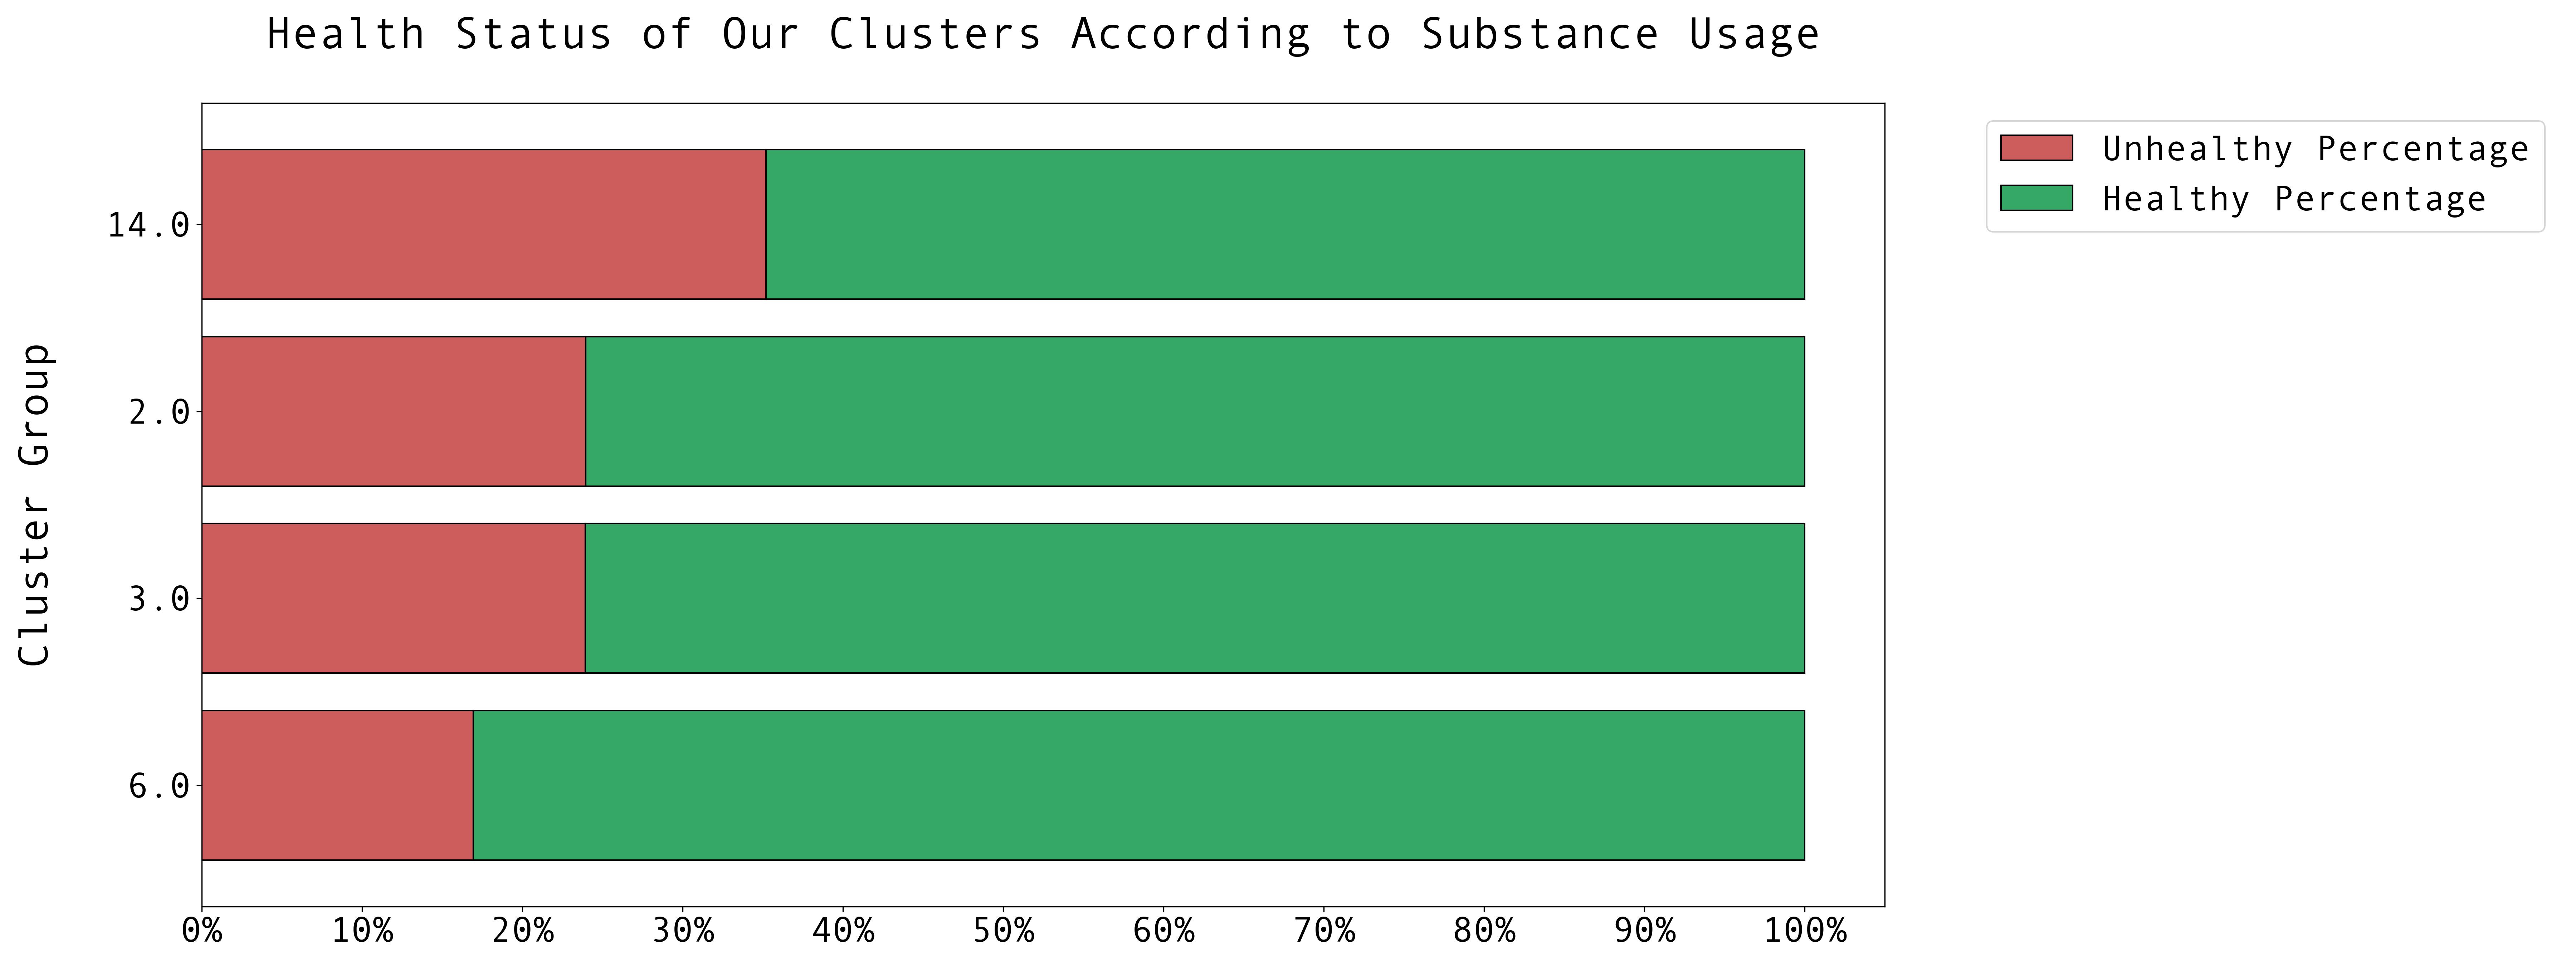 Health Status of Our Clusters According to Substance Usage
Unhealthy Percentage
Healthy Percentage
Cluster Group
14.0
2.0
3.0
6.0
0% 10% 20% 30% 40% 50% 60% 70% 80% 90% 100%